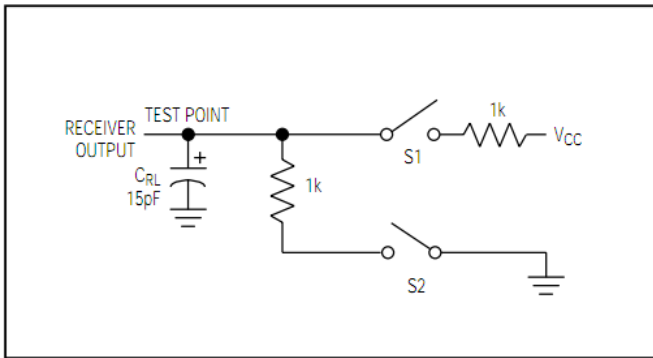 TEST POINT
RECEIVER
OUTPUT
1k
VCC
S1
+
CRL
15pF
1k
S2